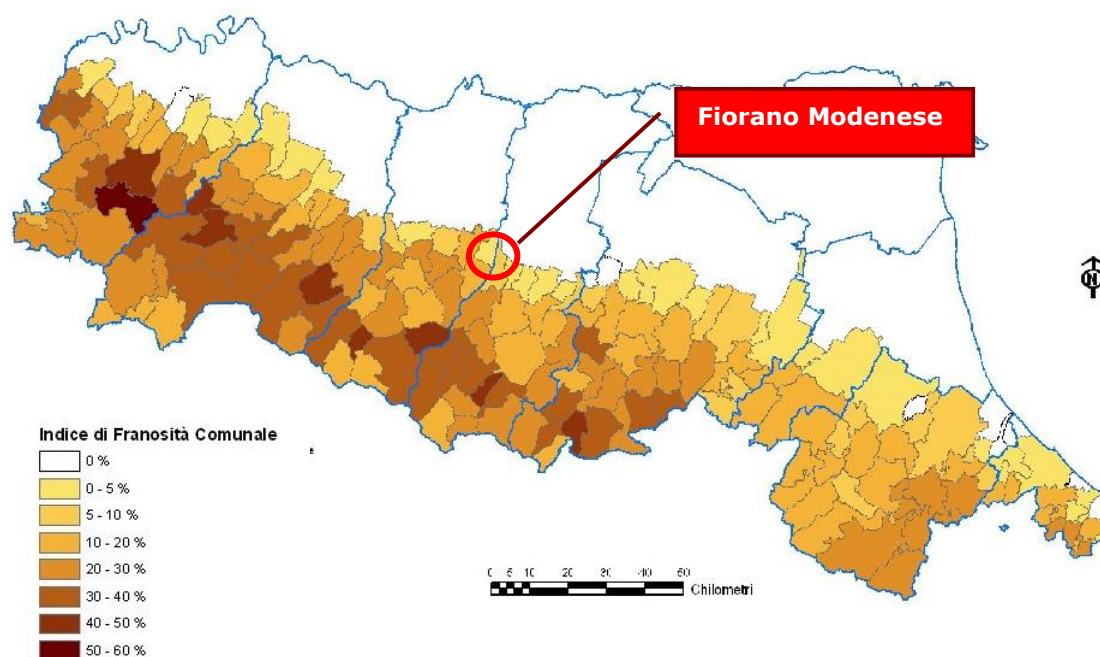 Fiorano Modenese
N
Indice di Franosità Comunale
0 %
0 - 5 %
5 - 10 %
10 - 20 %
20 - 30 %
30 - 40 %
40 - 50 %
50 - 60 %
0 5 10 20 30 40 50
Chilometri